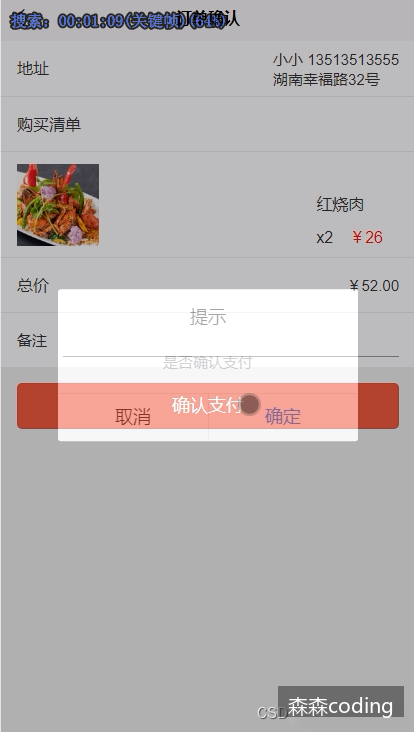 搜索: 00:01:09(关键帧)(64%)
订单确认
地址
小小 13513513555
湖南幸福路32号
购买清单
红烧肉
x2 ￥26
总价 ￥52.00
提示
备注
是否确认支付
确认支付
取消 确定
CSD
森森coding